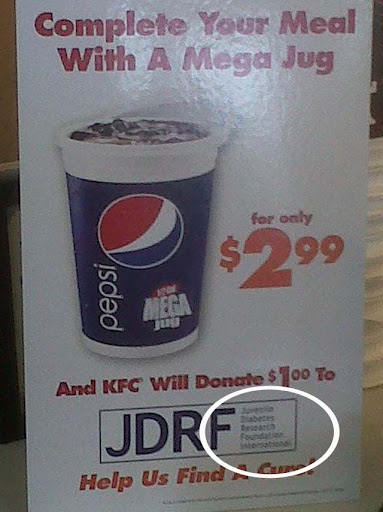 Complete Your Meal
With A Mega Jug
pepsi
MEGA
Jug
for only
$2.99
And KFC Will Donate $1.00 To
JDRF
Juvenile
Diabetes
Research
Foundation
International
Help Us Find A Cure!